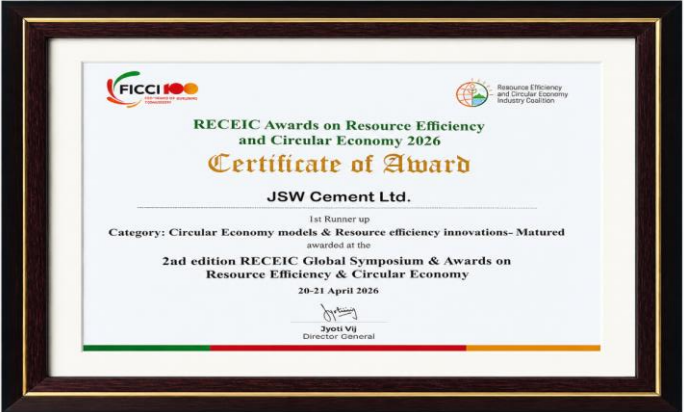 FICCI 100
Resource Efficiency
and Circular Economy
Industry Coalition
RECEIC Awards on Resource Efficiency
and Circular Economy 2026
Certificate of Award
JSW Cement Ltd.
1st Runner up
Category: Circular Economy models & Resource efficiency innovations- Matured
awarded at the
2nd edition RECEIC Global Symposium & Awards on
Resource Efficiency & Circular Economy
20-21 April 2026
Jyoti Vij
Director General